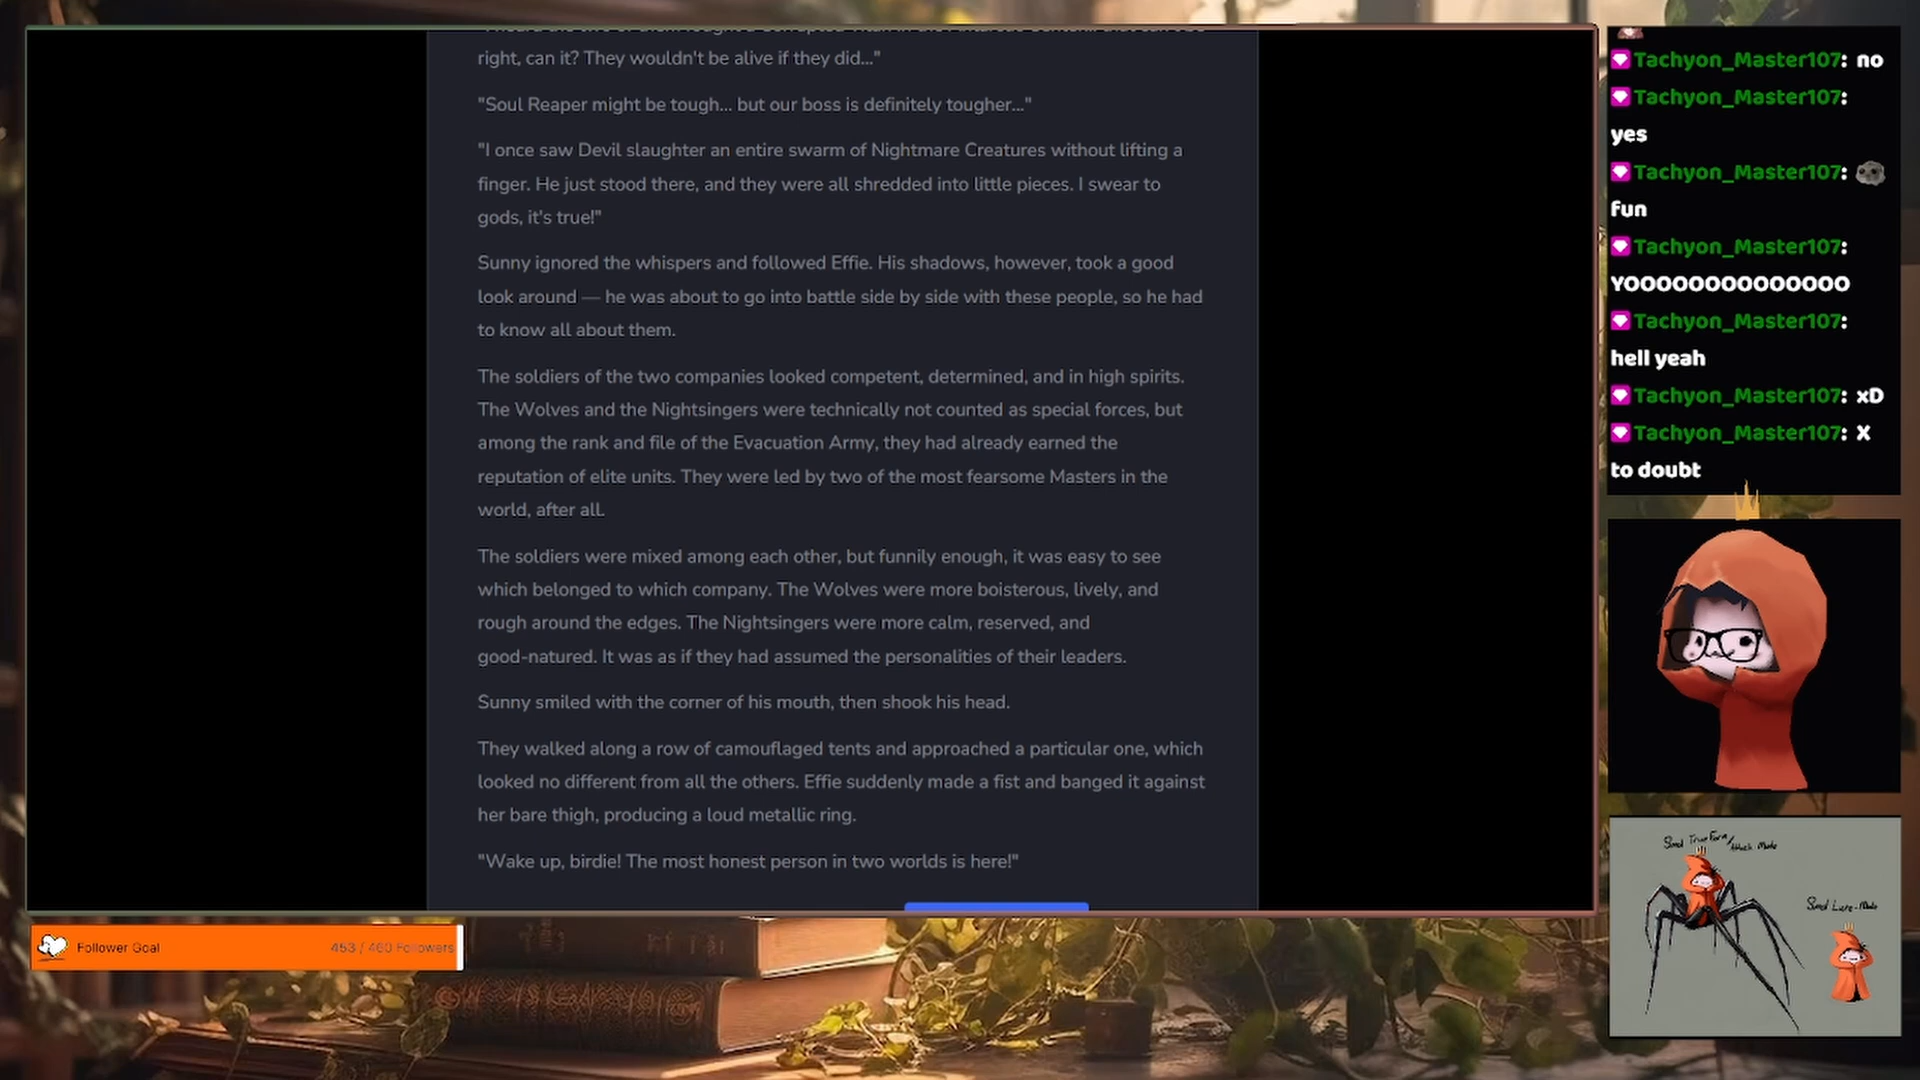 right, can it? They wouldn't be alive if they did..."
"Soul Reaper might be tough... but our boss is definitely tougher..."
"I once saw Devil slaughter an entire swarm of Nightmare Creatures without lifting a
finger. He just stood there, and they were all shredded into little pieces. I swear to
gods, it's true!"
Sunny ignored the whispers and followed Effie. His shadows, however, took a good
look around — he was about to go into battle side by side with these people, so he had
to know all about them.
The soldiers of the two companies looked competent, determined, and in high spirits.
The Wolves and the Nightsingers were technically not counted as special forces, but
among the rank and file of the Evacuation Army, they had already earned the
reputation of elite units. They were led by two of the most fearsome Masters in the
world, after all.
The soldiers were mixed among each other, but funnily enough, it was easy to see
which belonged to which company. The Wolves were more boisterous, lively, and
rough around the edges. The Nightsingers were more calm, reserved, and
good-natured. It was as if they had assumed the personalities of their leaders.
Sunny smiled with the corner of his mouth, then shook his head.
They walked along a row of camouflaged tents and approached a particular one, which
looked no different from all the others. Effie suddenly made a fist and banged it against
her bare thigh, producing a loud metallic ring.
"Wake up, birdie! The most honest person in two worlds is here!"
Tachyon_Master107: no
Tachyon_Master107:
yes
Tachyon_Master107:
fun
Tachyon_Master107:
YOOOOOOOOOOOOOO
Tachyon_Master107:
hell yeah
Tachyon_Master107: xD
Tachyon_Master107: X
to doubt
Follower Goal
453 / 460 Followers